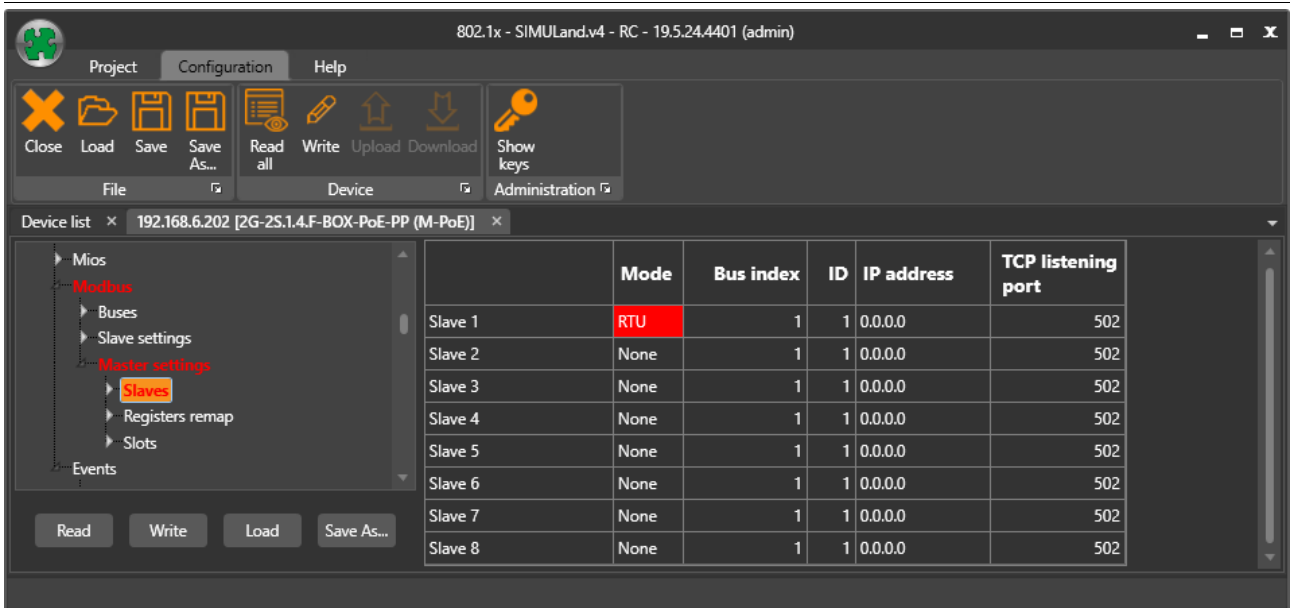 802.1x - SIMULand.v4 - RC - 19.5.24.4401 (admin)
Project Configuration Help
Close Load Save Save As... Read all Write Upload Download Show keys
File Device Administration
Device list × 192.168.6.202 [2G-2S.1.4.F-BOX-PoE-PP (M-PoE)] ×
Mios
Modbus
Buses
Slave settings
Master settings
Slaves
Registers remap
Slots
Events
Read Write Load Save As...
Mode Bus index ID IP address TCP listening port
Slave 1 RTU 1 1 0.0.0.0 502
Slave 2 None 1 1 0.0.0.0 502
Slave 3 None 1 1 0.0.0.0 502
Slave 4 None 1 1 0.0.0.0 502
Slave 5 None 1 1 0.0.0.0 502
Slave 6 None 1 1 0.0.0.0 502
Slave 7 None 1 1 0.0.0.0 502
Slave 8 None 1 1 0.0.0.0 502